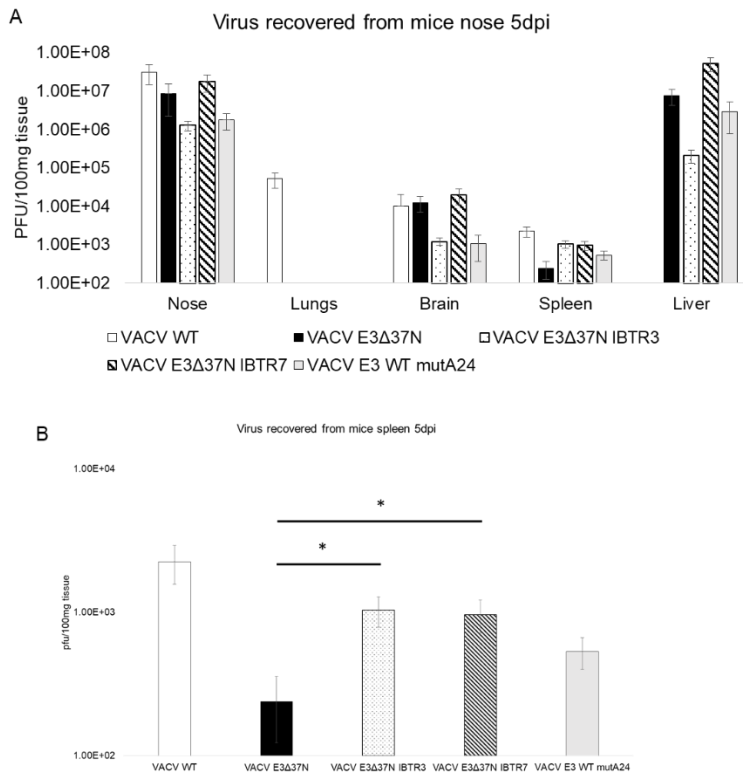 A
Virus recovered from mice nose 5dpi
PFU/100mg tissue
1.00E+08
1.00E+07
1.00E+06
1.00E+05
1.00E+04
1.00E+03
1.00E+02
Nose Lungs Brain Spleen Liver
VACV WT VACV E3Δ37N VACV E3Δ37N IBTR3
VACV E3Δ37N IBTR7 VACV E3 WT mutA24
B
Virus recovered from mice spleen 5dpi
pfu/100mg tissue
1.00E+04
1.00E+03
1.00E+02
*
*
VACV WT VACV E3Δ37N VACV E3Δ37N IBTR3 VACV E3Δ37N IBTR7 VACV E3 WT mutA24